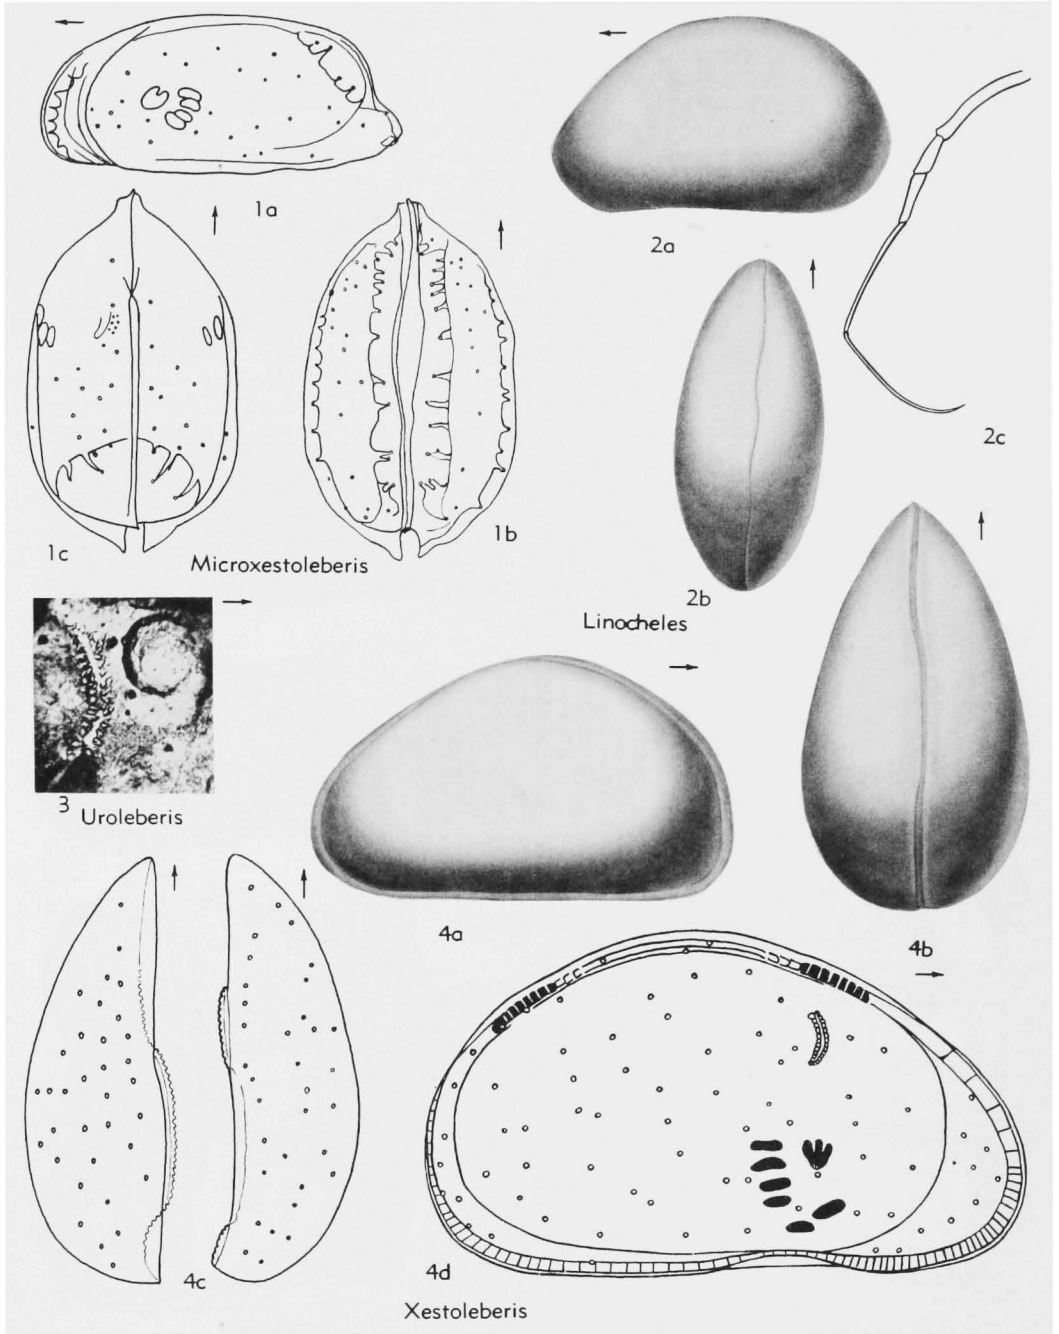 1a
2a
2c
1c
1b
Microxestoleberis
2b
Linocheles
3
Uroleberis
4a
4b
4c
4d
Xestoleberis